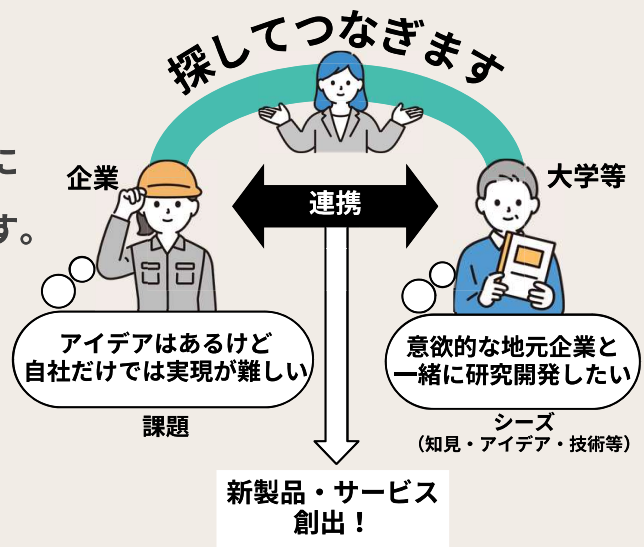 探してつなぎます
に
す。
企業
大学等
連携
アイデアはあるけど
自社だけでは実現が難しい
意欲的な地元企業と
一緒に研究開発したい
課題
シーズ
（知見・アイデア・技術等）
新製品・サービス
創出！